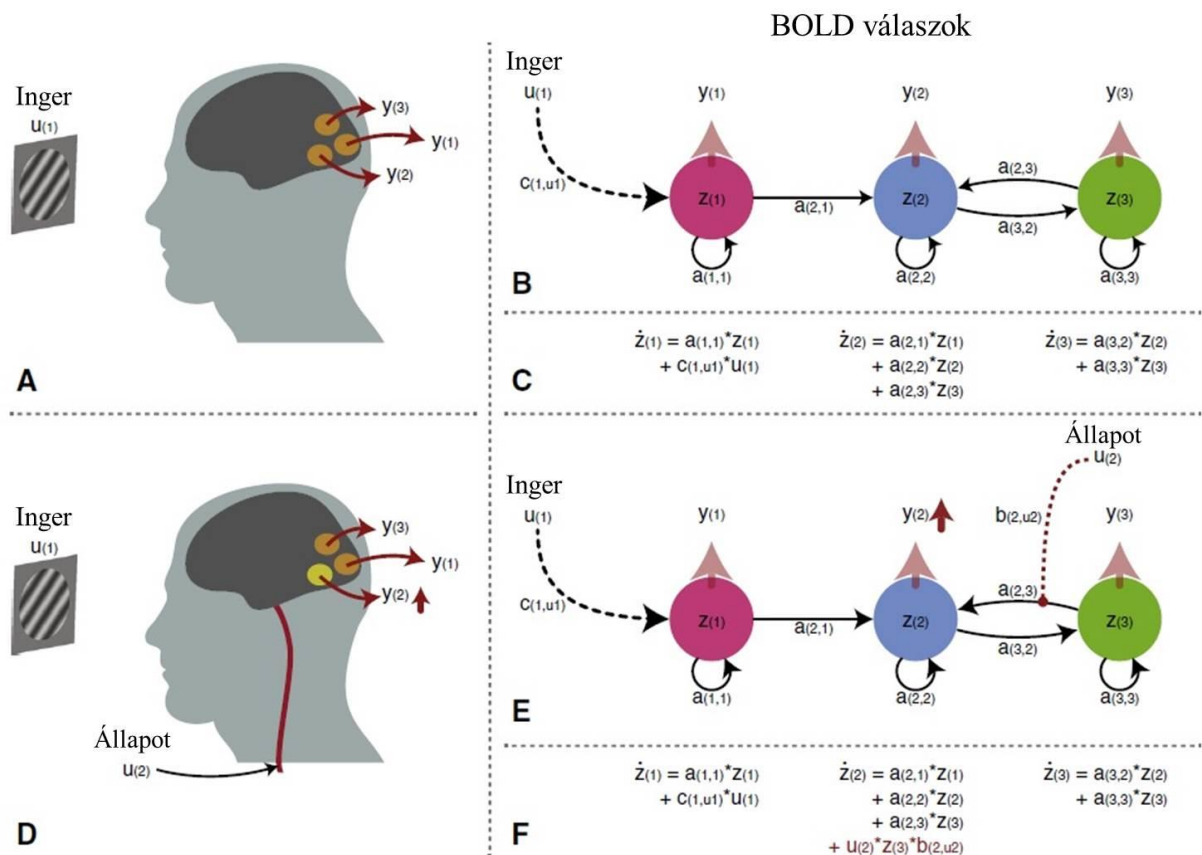 BOLD válaszok
Inger
u(1)
y(3)
y(1)
y(2)
A
Inger
u(1)
y(1)
y(2)
y(3)
c(1,u1)
z(1)
a(2,1)
z(2)
a(2,3)
a(3,2)
z(3)
a(1,1)
a(2,2)
a(3,3)
B
ż(1) = a(1,1)*z(1)
+ c(1,u1)*u(1)
ż(2) = a(2,1)*z(1)
+ a(2,2)*z(2)
+ a(2,3)*z(3)
ż(3) = a(3,2)*z(2)
+ a(3,3)*z(3)
C
Inger
u(1)
y(3)
y(1)
y(2)
Állapot
u(2)
D
Állapot
u(2)
Inger
u(1)
y(1)
y(2)
b(2,u2)
y(3)
c(1,u1)
z(1)
a(2,1)
z(2)
a(2,3)
a(3,2)
z(3)
a(1,1)
a(2,2)
a(3,3)
E
ż(1) = a(1,1)*z(1)
+ c(1,u1)*u(1)
ż(2) = a(2,1)*z(1)
+ a(2,2)*z(2)
+ a(2,3)*z(3)
+ u(2)*z(3)*b(2,u2)
ż(3) = a(3,2)*z(2)
+ a(3,3)*z(3)
F